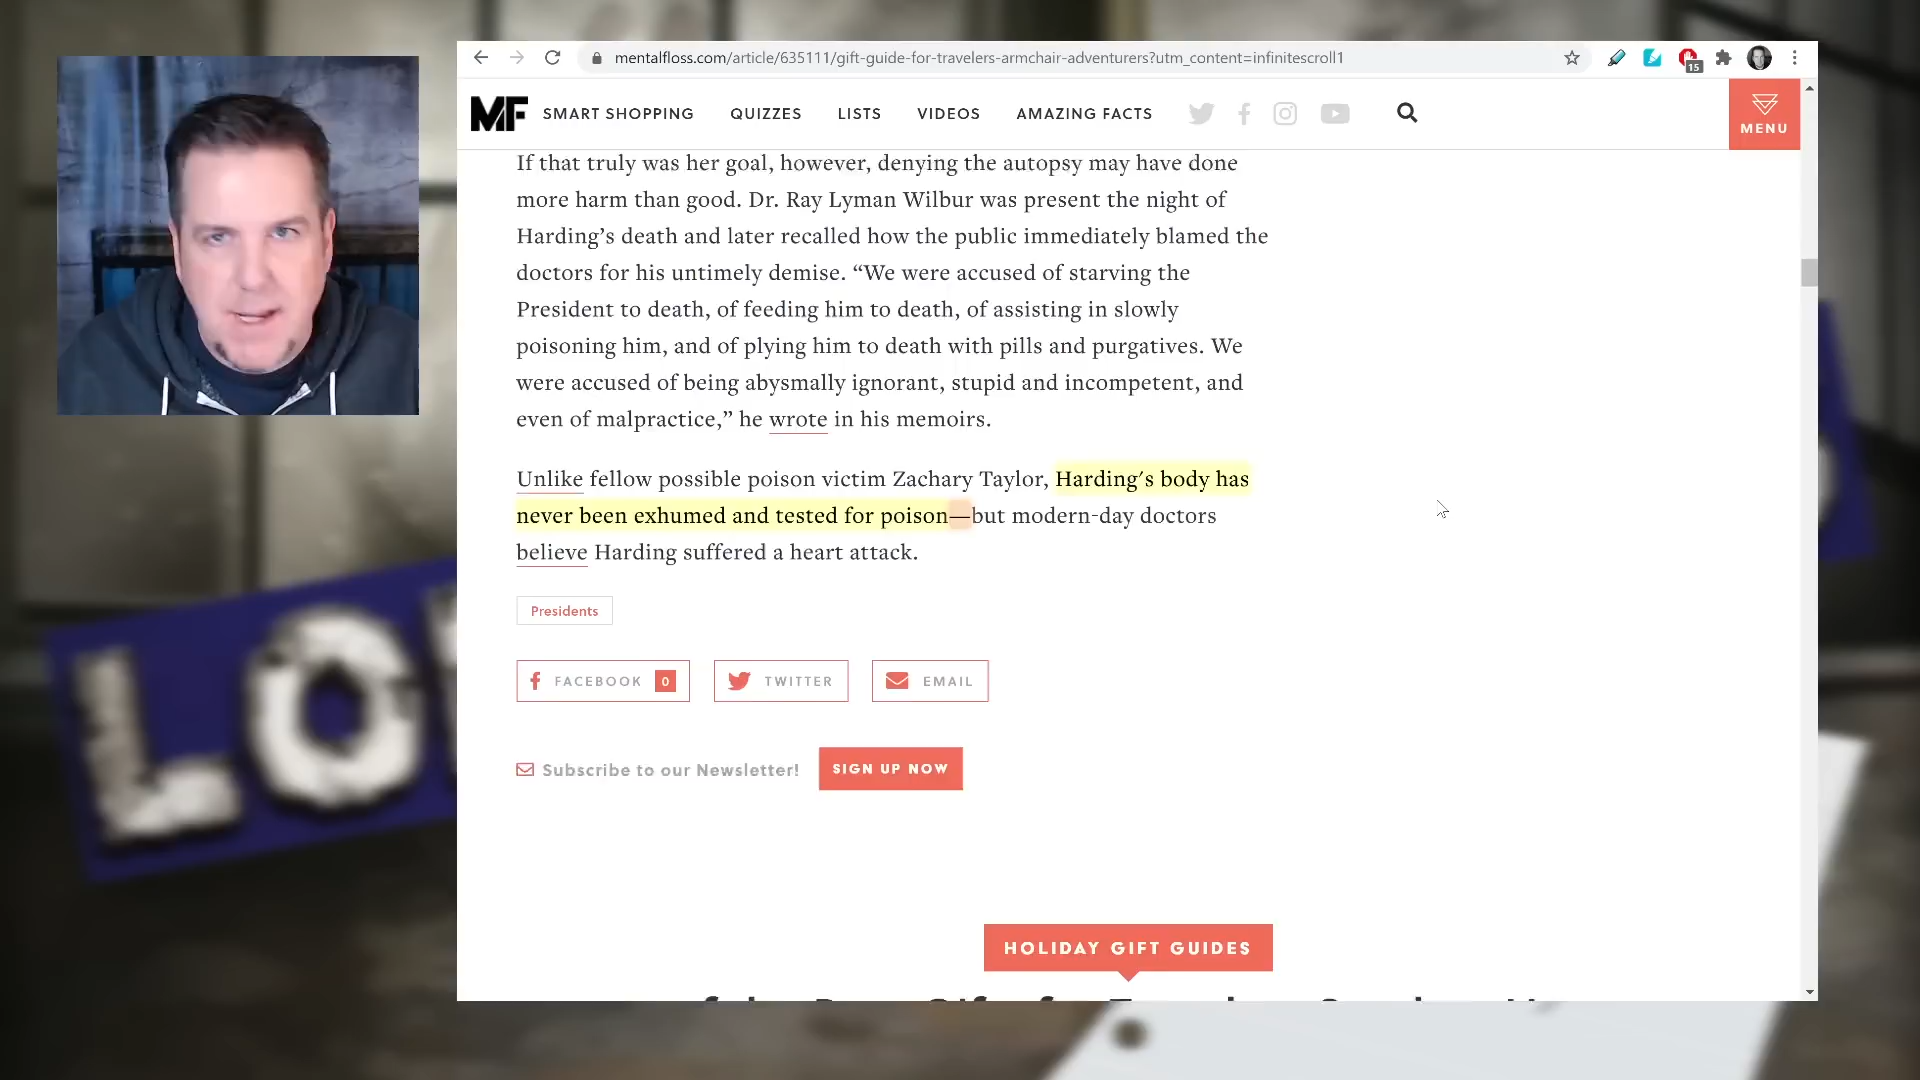 mentalfloss.com/article/635111/gift-guide-for-travelers-armchair-adventurers?utm_content=infinitescroll1
15
MF SMART SHOPPING QUIZZES LISTS VIDEOS AMAZING FACTS
MENU
If that truly was her goal, however, denying the autopsy may have done
more harm than good. Dr. Ray Lyman Wilbur was present the night of
Harding’s death and later recalled how the public immediately blamed the
doctors for his untimely demise. “We were accused of starving the
President to death, of feeding him to death, of assisting in slowly
poisoning him, and of plying him to death with pills and purgatives. We
were accused of being abysmally ignorant, stupid and incompetent, and
even of malpractice,” he wrote in his memoirs.
Unlike fellow possible poison victim Zachary Taylor, Harding's body has
never been exhumed and tested for poison—but modern-day doctors
believe Harding suffered a heart attack.
Presidents
FACEBOOK 0 TWITTER EMAIL
Subscribe to our Newsletter! SIGN UP NOW
HOLIDAY GIFT GUIDES